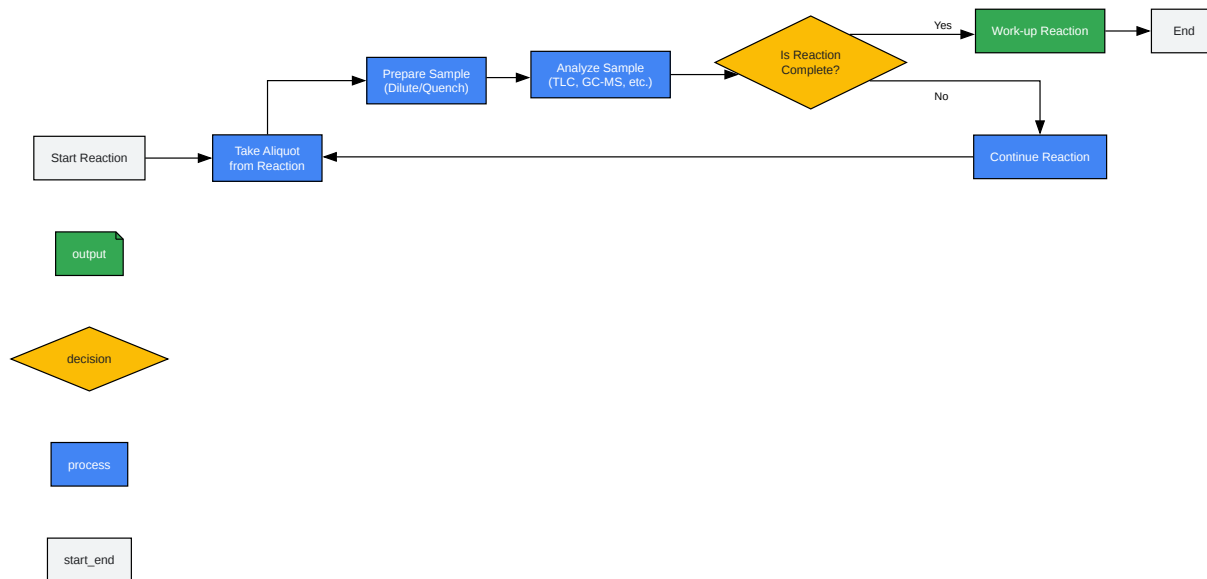 Start Reaction
Take Aliquot
from Reaction
Prepare Sample
(Dilute/Quench)
Analyze Sample
(TLC, GC-MS, etc.)
Is Reaction
Complete?
Yes
Work-up Reaction
End
No
Continue Reaction
output
decision
process
start_end